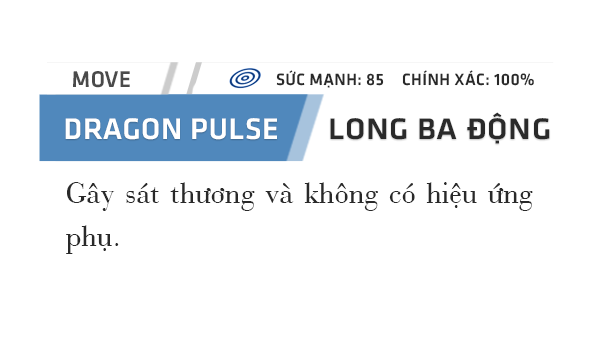 MOVE SỨC MẠNH: 85 CHÍNH XÁC: 100%
DRAGON PULSE LONG BA ĐỘNG
Gây sát thương và không có hiệu ứng
phụ.